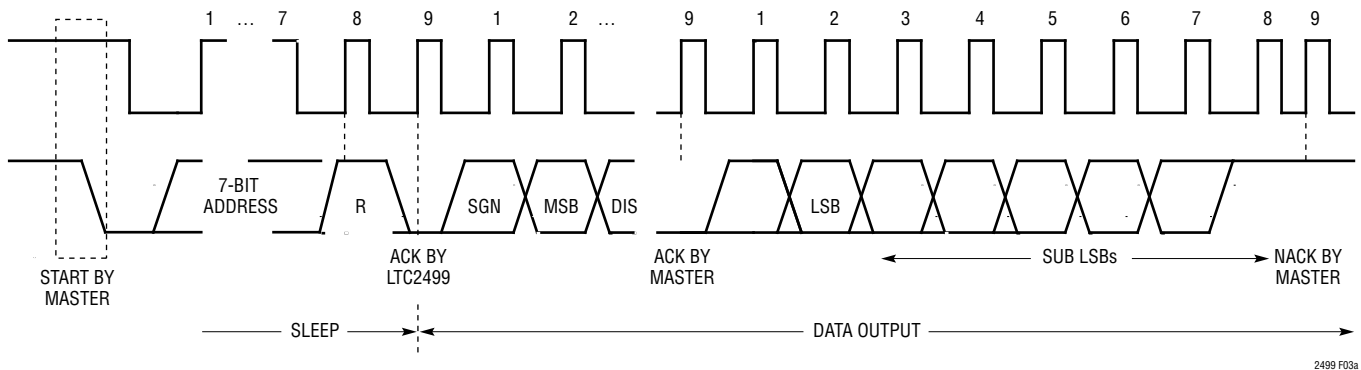 1 … 7 8 9 1 2 … 9 1 2 3 4 5 6 7 8 9
7-BIT
ADDRESS
R
SGN
MSB
DIS
LSB
START BY
MASTER
ACK BY
LTC2499
ACK BY
MASTER
SUB LSBs
NACK BY
MASTER
SLEEP
DATA OUTPUT
2499 F03a